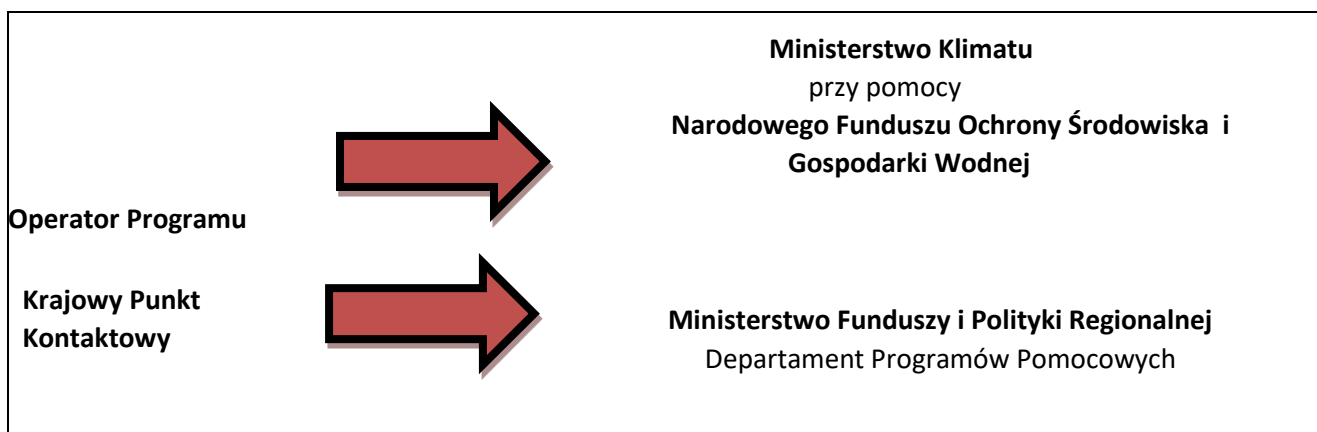 Ministerstwo Klimatu
przy pomocy
Narodowego Funduszu Ochrony Środowiska i
Gospodarki Wodnej
Operator Programu
Krajowy Punkt
Kontaktowy
Ministerstwo Funduszy i Polityki Regionalnej
Departament Programów Pomocowych